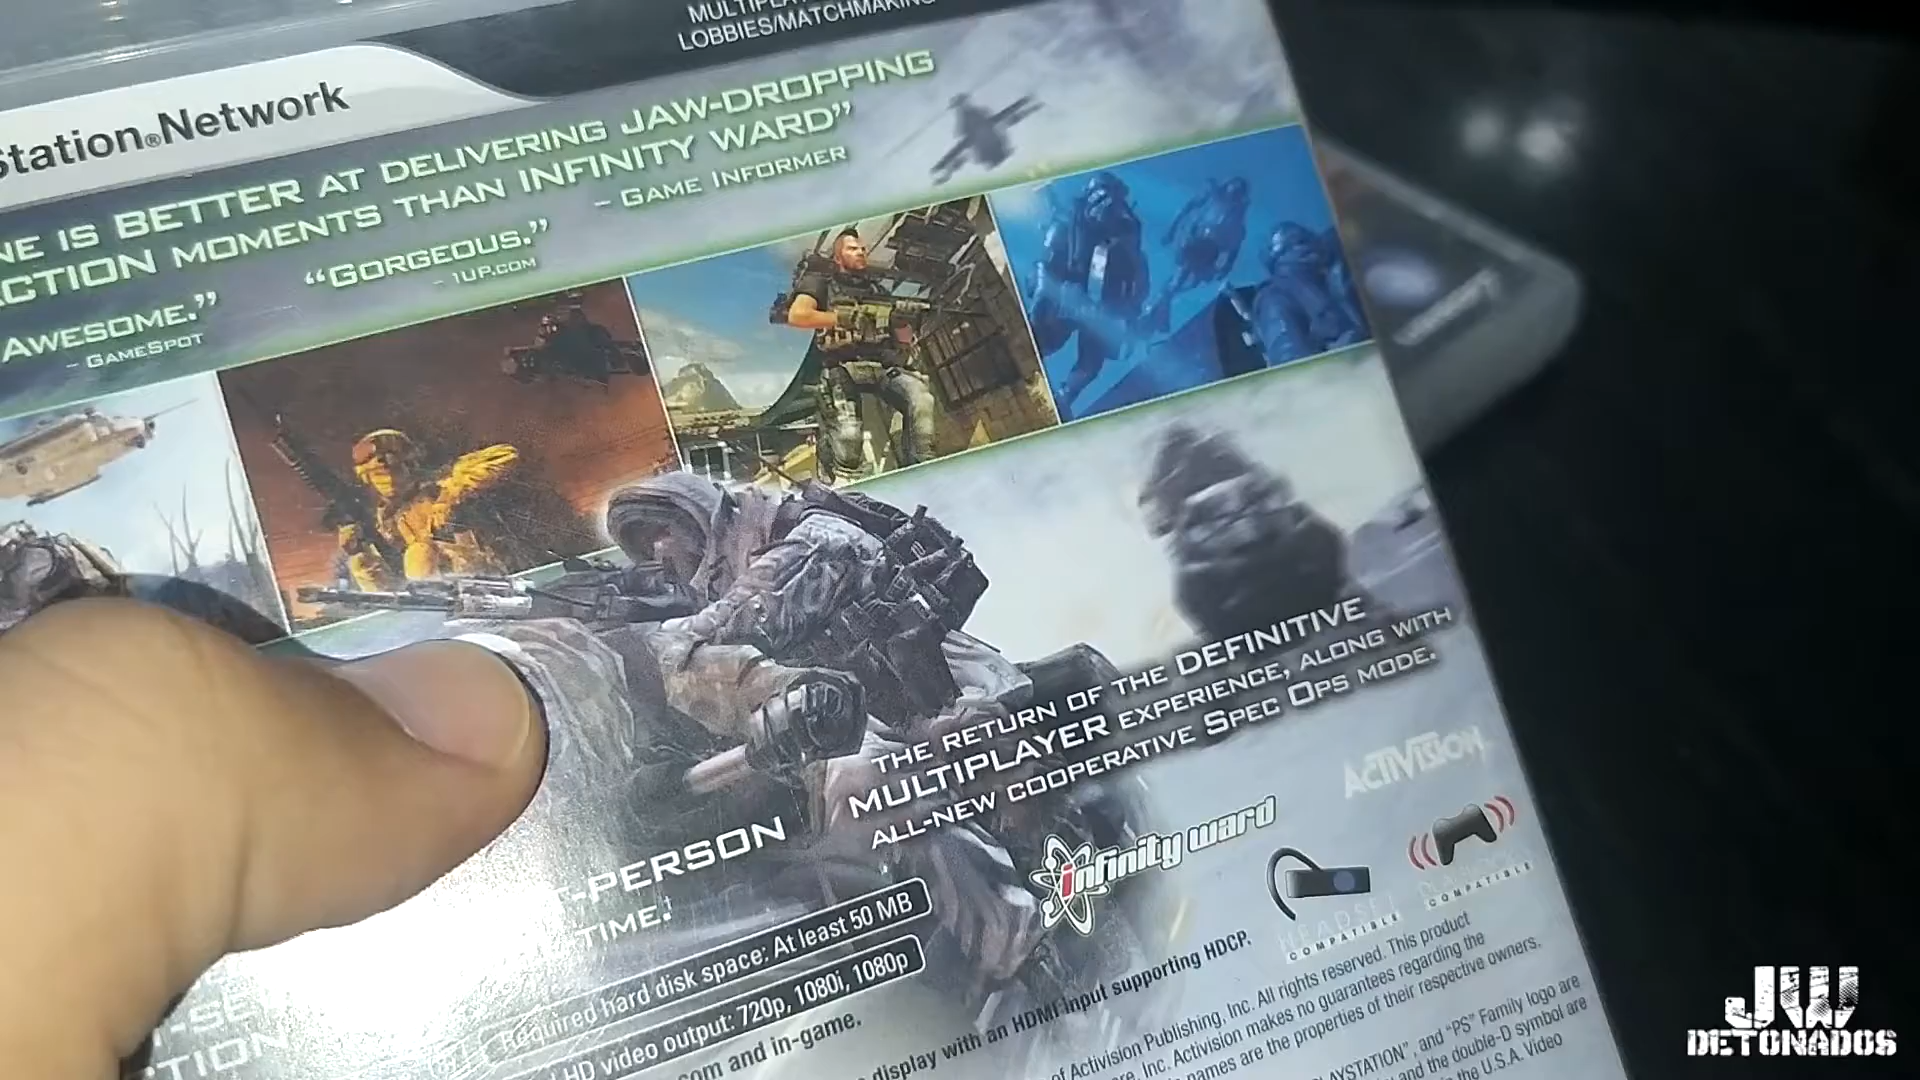 MULTIPLA
LOBBIES/MATCHMAKING
Station®Network
NE IS BETTER AT DELIVERING JAW-DROPPING
ACTION MOMENTS THAN INFINITY WARD”
– GAME INFORMER
“GORGEOUS.”
- 1UP.COM
AWESOME.”
- GAMESPOT
THE RETURN OF THE DEFINITIVE
MULTIPLAYER EXPERIENCE, ALONG WITH
ALL-NEW COOPERATIVE SPEC OPS MODE.
-PERSON
TIME.
ACTIVISION
infinity ward
HEADSET
COMPATIBLE
COMPATIBLE
Required hard disk space: At least 50 MB
HD video output: 720p, 1080i, 1080p
com and in-game.
display with an HDMI input supporting HDCP.
of Activision Publishing, Inc. All rights reserved. This product
Inc. Activision makes no guarantees regarding the
names are the properties of their respective owners.
“PLAYSTATION”, and “PS” Family logo are
and the double-D symbol are
the U.S.A. Video
JW
DETONADOS